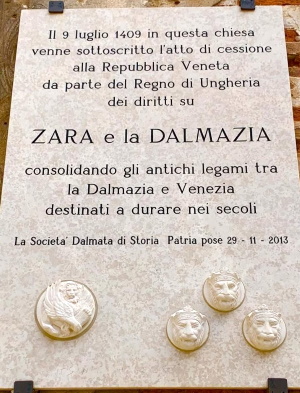 Il 9 luglio 1409 in questa chiesa
venne sottoscritto l'atto di cessione
alla Repubblica Veneta
da parte del Regno di Ungheria
dei diritti su
ZARA e la DALMAZIA
consolidando gli antichi legami tra
la Dalmazia e Venezia
destinati a durare nei secoli
La Societa' Dalmata di Storia Patria pose 29 - 11 - 2013